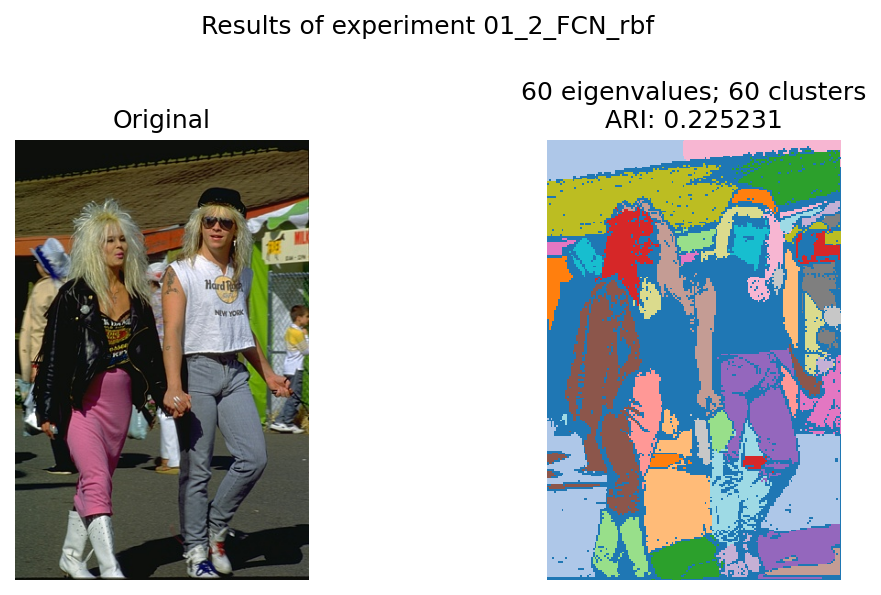 Results of experiment 01_2_FCN_rbf
Original
60 eigenvalues; 60 clusters
ARI: 0.225231
Hard Rock
NEW YORK